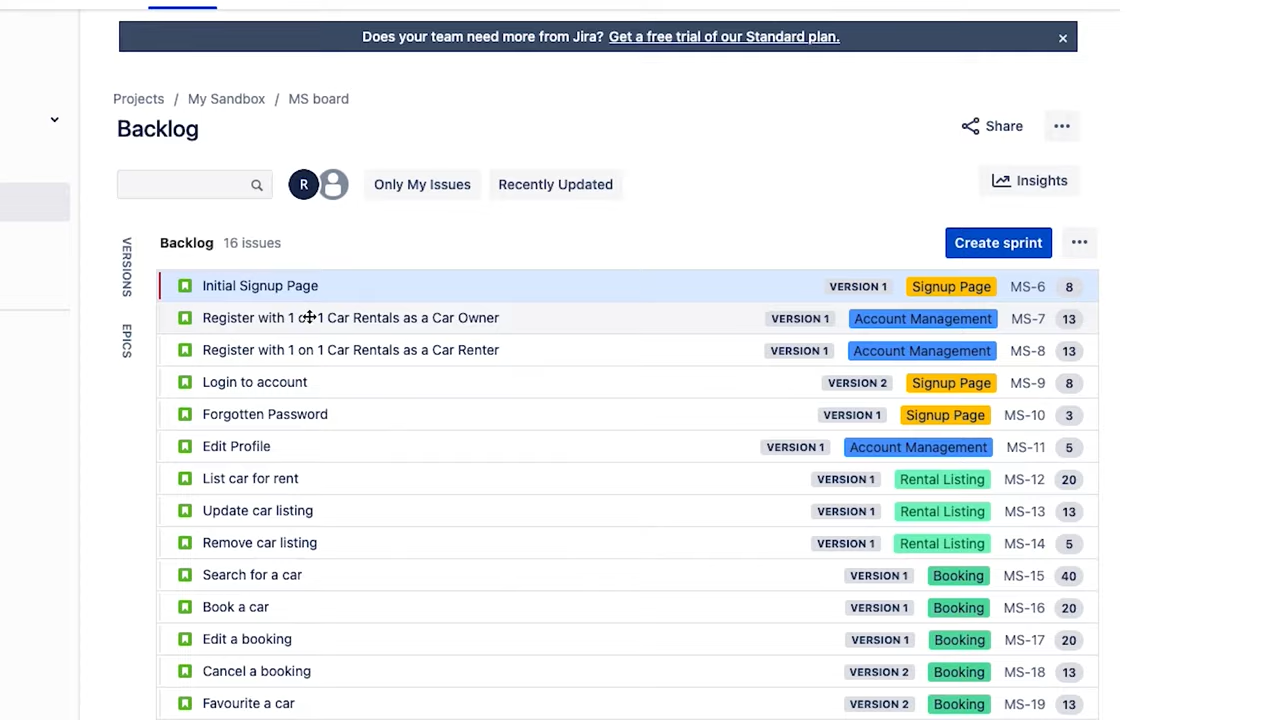 Does your team need more from Jira? Get a free trial of our Standard plan. ×
Projects / My Sandbox / MS board
Backlog
Share
R Only My Issues Recently Updated
Insights
VERSIONS
EPICS
Backlog 16 issues Create sprint
Initial Signup Page VERSION 1 Signup Page MS-6 8
Register with 1 1 Car Rentals as a Car Owner VERSION 1 Account Management MS-7 13
Register with 1 on 1 Car Rentals as a Car Renter VERSION 1 Account Management MS-8 13
Login to account VERSION 2 Signup Page MS-9 8
Forgotten Password VERSION 1 Signup Page MS-10 3
Edit Profile VERSION 1 Account Management MS-11 5
List car for rent VERSION 1 Rental Listing MS-12 20
Update car listing VERSION 1 Rental Listing MS-13 13
Remove car listing VERSION 1 Rental Listing MS-14 5
Search for a car VERSION 1 Booking MS-15 40
Book a car VERSION 1 Booking MS-16 20
Edit a booking VERSION 1 Booking MS-17 20
Cancel a booking VERSION 2 Booking MS-18 13
Favourite a car VERSION 2 Booking MS-19 13